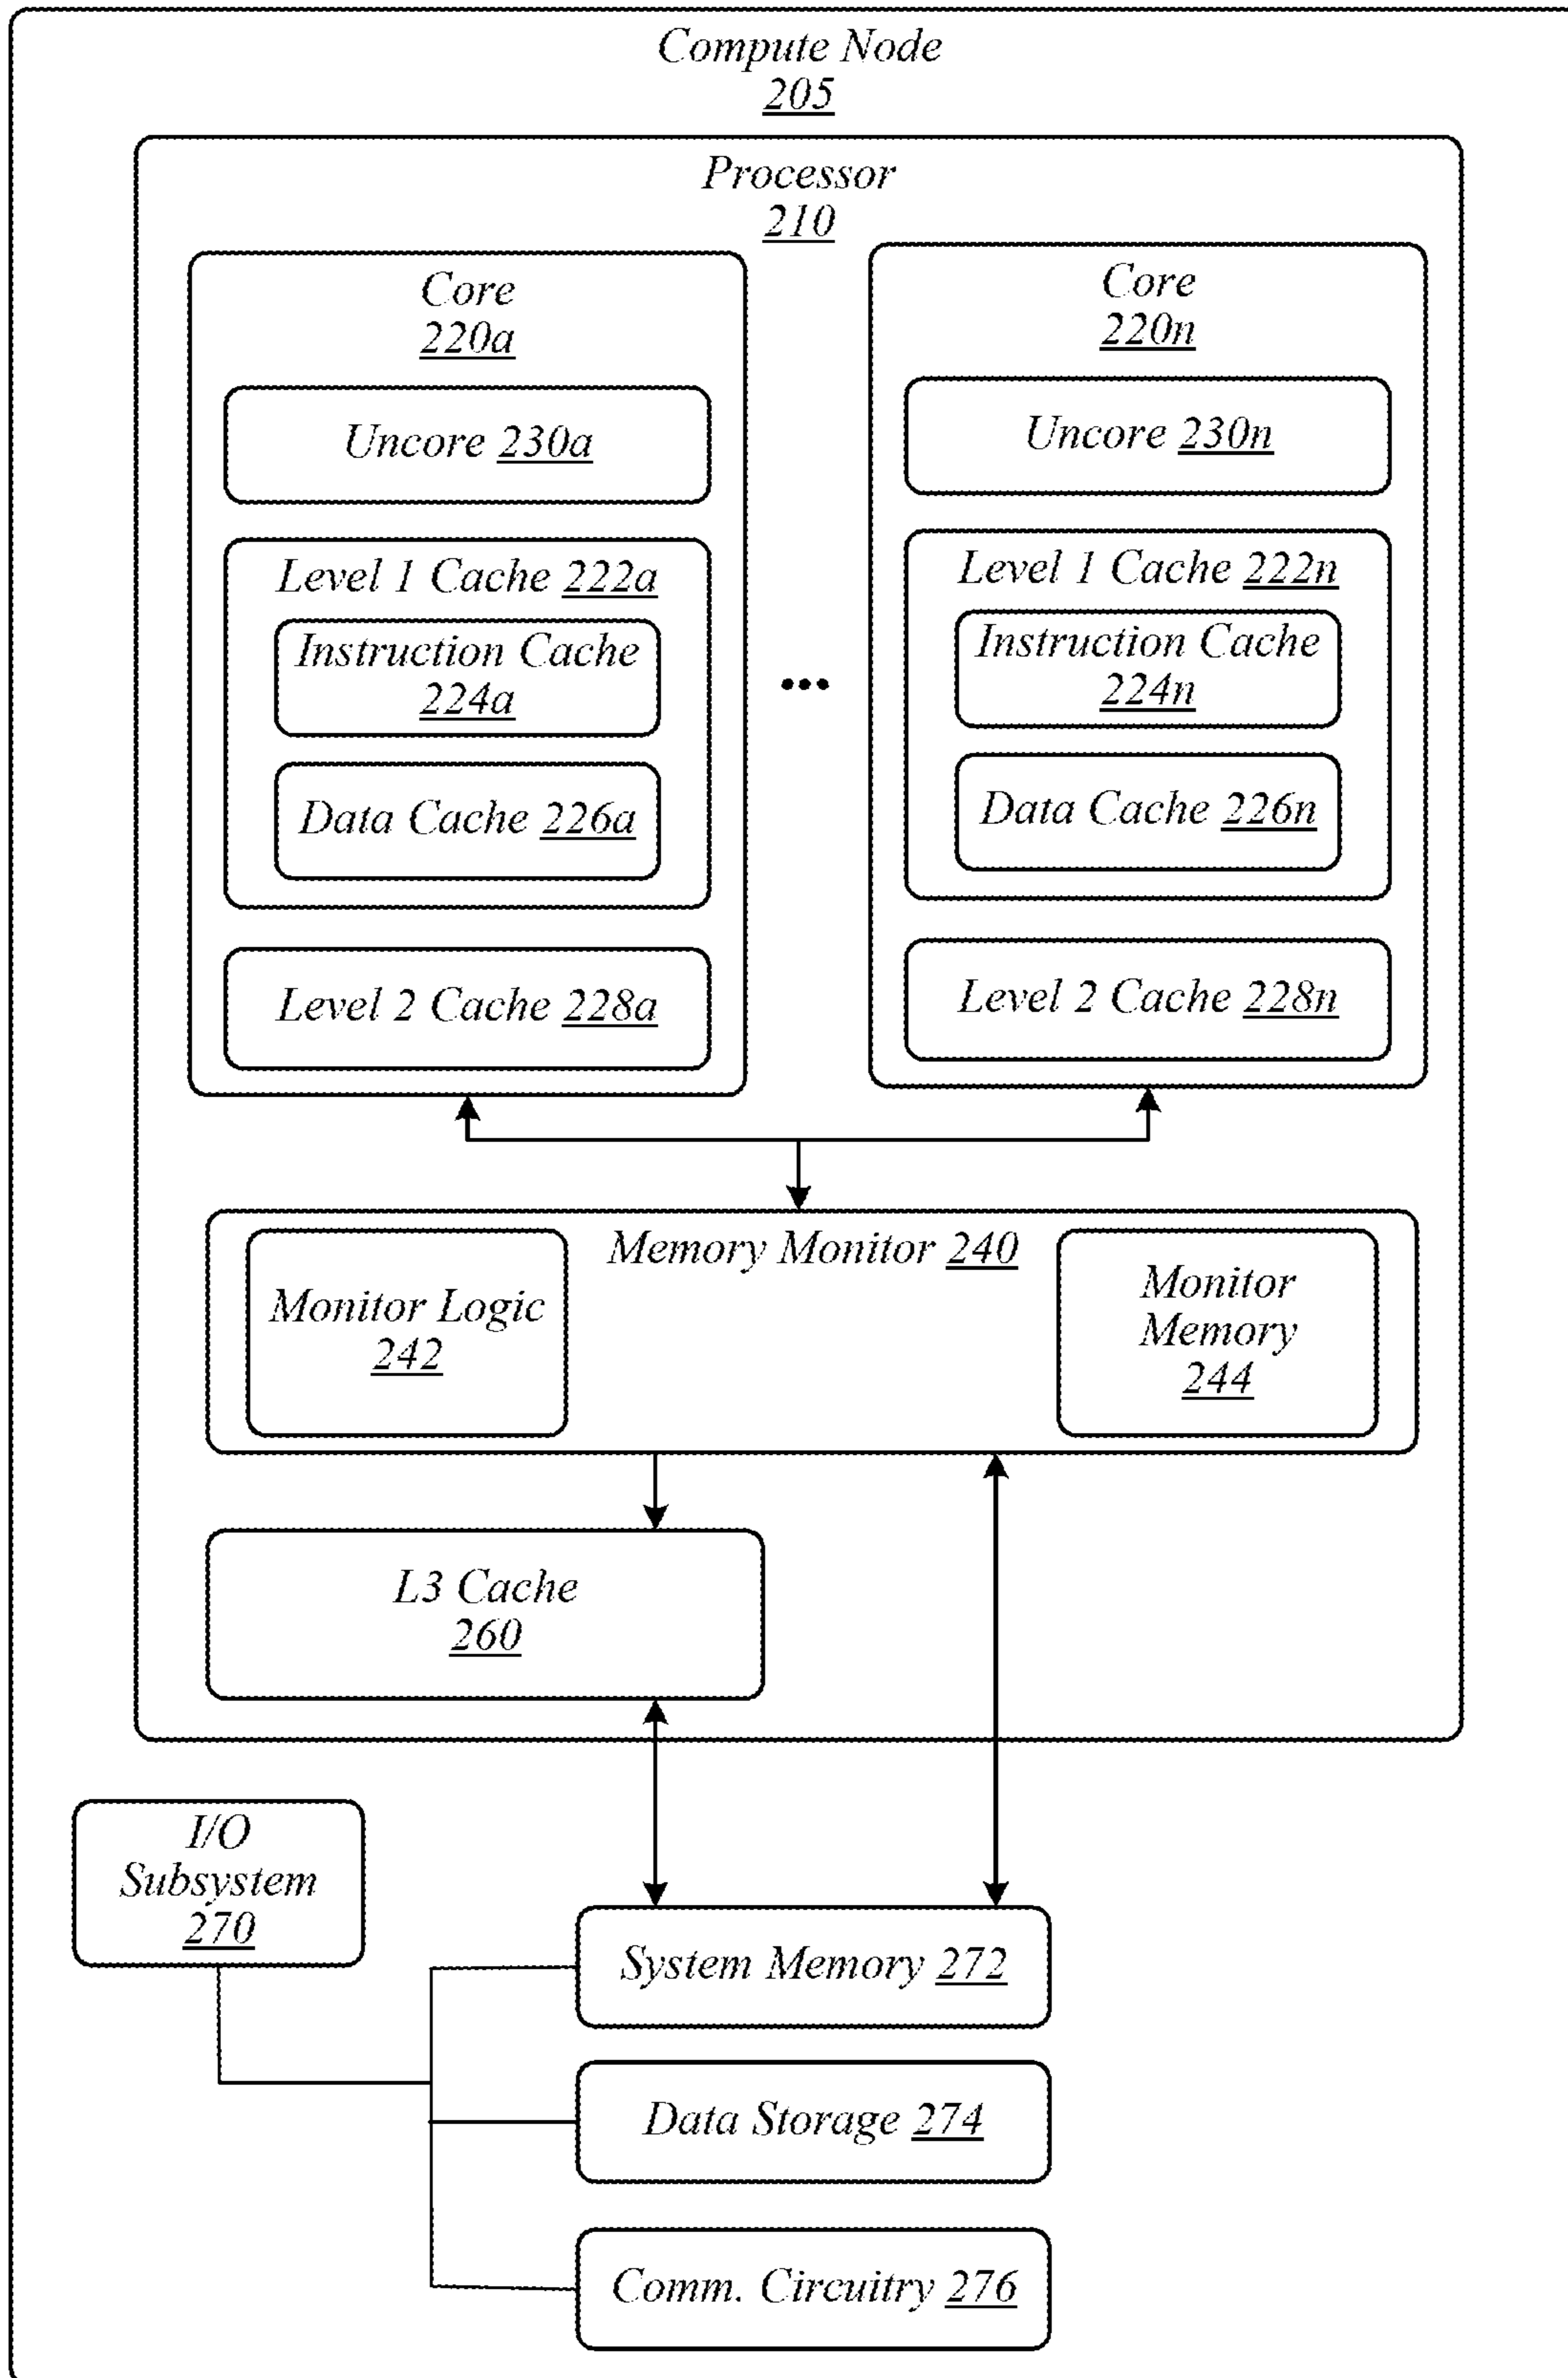 Compute Node
205
Processor
210
Core
220a
Uncore 230a
Level 1 Cache 222a
Instruction Cache
224a
Data Cache 226a
Level 2 Cache 228a
...
Core
220n
Uncore 230n
Level 1 Cache 222n
Instruction Cache
224n
Data Cache 226n
Level 2 Cache 228n
Memory Monitor 240
Monitor Logic
242
Monitor
Memory
244
L3 Cache
260
I/O
Subsystem
270
System Memory 272
Data Storage 274
Comm. Circuitry 276